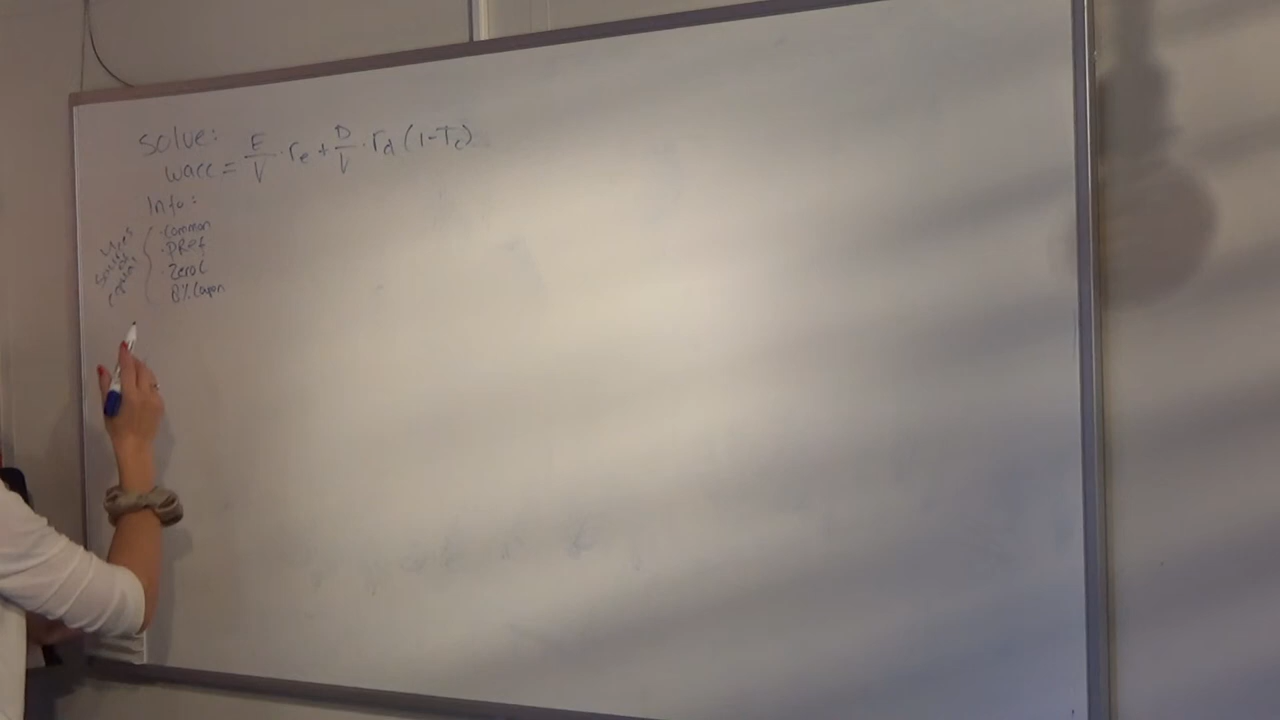 Solve:
wacc = E/V · re + D/V · rd (1-Tc)
Info:
· Common
· PRef
· Zero C
8% Coupon